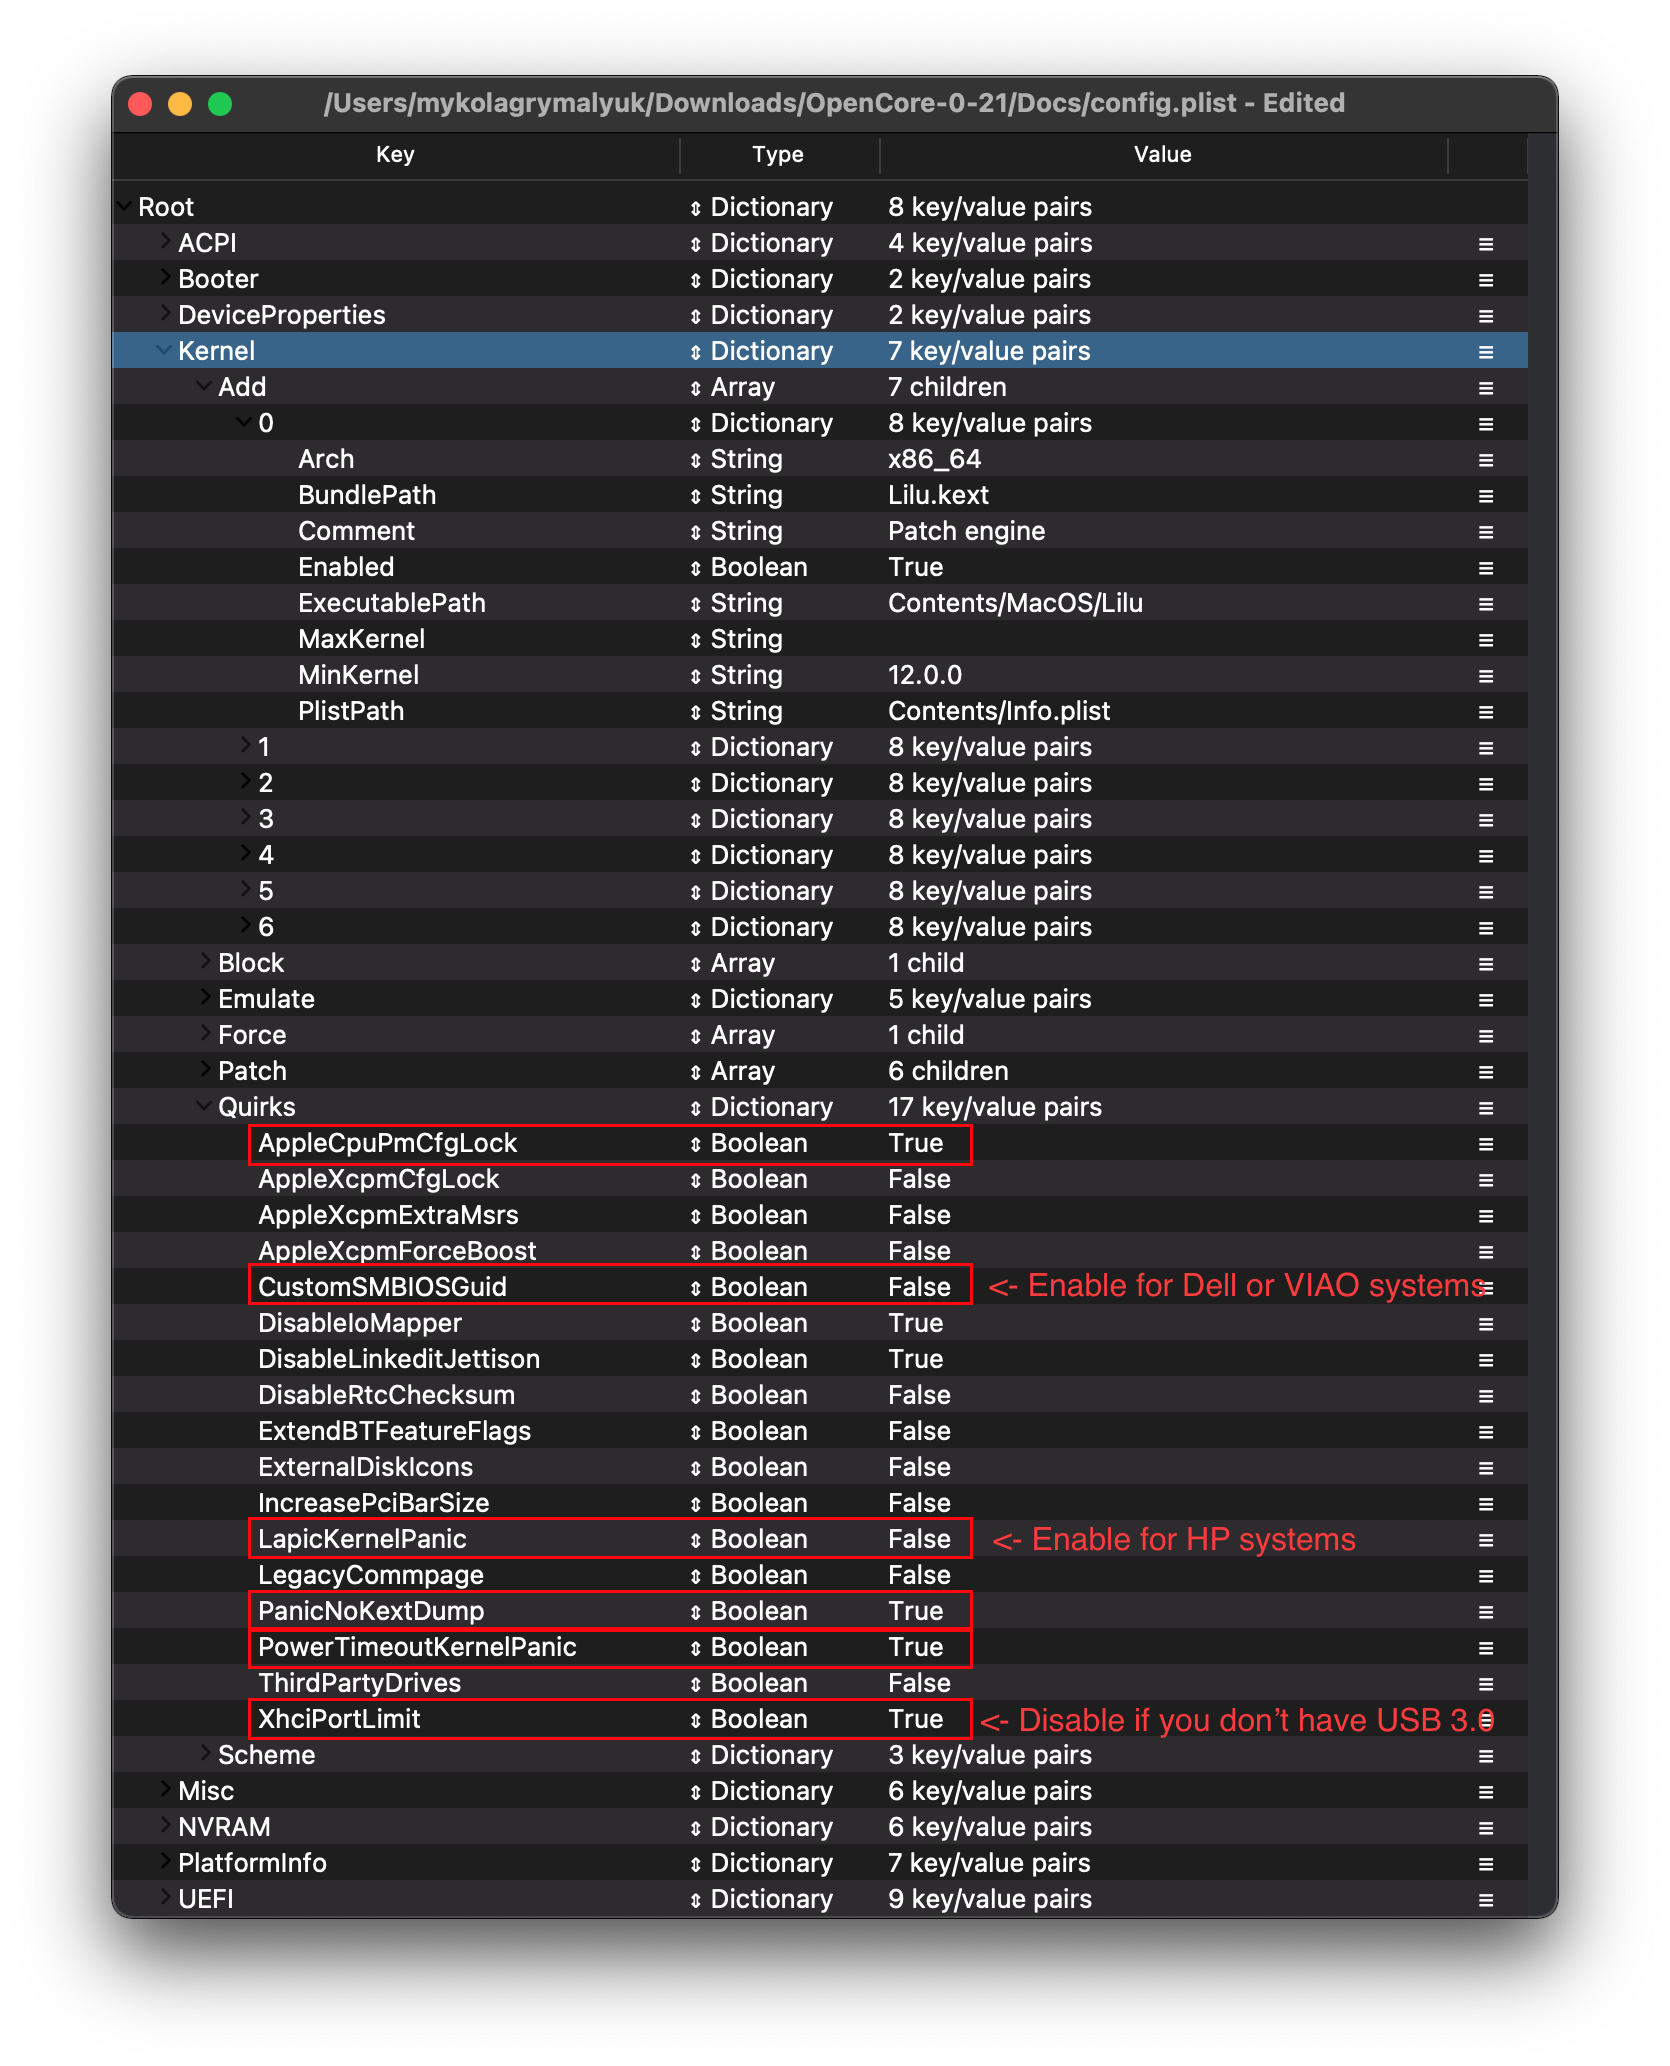 /Users/mykolagrymalyuk/Downloads/OpenCore-0-21/Docs/config.plist - Edited
Key Type Value
Root Dictionary 8 key/value pairs
ACPI Dictionary 4 key/value pairs
Booter Dictionary 2 key/value pairs
DeviceProperties Dictionary 2 key/value pairs
Kernel Dictionary 7 key/value pairs
Add Array 7 children
0 Dictionary 8 key/value pairs
Arch String x86_64
BundlePath String Lilu.kext
Comment String Patch engine
Enabled Boolean True
ExecutablePath String Contents/MacOS/Lilu
MaxKernel String
MinKernel String 12.0.0
PlistPath String Contents/Info.plist
1 Dictionary 8 key/value pairs
2 Dictionary 8 key/value pairs
3 Dictionary 8 key/value pairs
4 Dictionary 8 key/value pairs
5 Dictionary 8 key/value pairs
6 Dictionary 8 key/value pairs
Block Array 1 child
Emulate Dictionary 5 key/value pairs
Force Array 1 child
Patch Array 6 children
Quirks Dictionary 17 key/value pairs
AppleCpuPmCfgLock Boolean True
AppleXcpmCfgLock Boolean False
AppleXcpmExtraMsrs Boolean False
AppleXcpmForceBoost Boolean False
CustomSMBIOSGuid Boolean False <- Enable for Dell or VIAO systems
DisableIoMapper Boolean True
DisableLinkeditJettison Boolean True
DisableRtcChecksum Boolean False
ExtendBTFeatureFlags Boolean False
ExternalDiskIcons Boolean False
IncreasePciBarSize Boolean False
LapicKernelPanic Boolean False <- Enable for HP systems
LegacyCommpage Boolean False
PanicNoKextDump Boolean True
PowerTimeoutKernelPanic Boolean True
ThirdPartyDrives Boolean False
XhciPortLimit Boolean True <- Disable if you don’t have USB 3.0
Scheme Dictionary 3 key/value pairs
Misc Dictionary 6 key/value pairs
NVRAM Dictionary 6 key/value pairs
PlatformInfo Dictionary 7 key/value pairs
UEFI Dictionary 9 key/value pairs